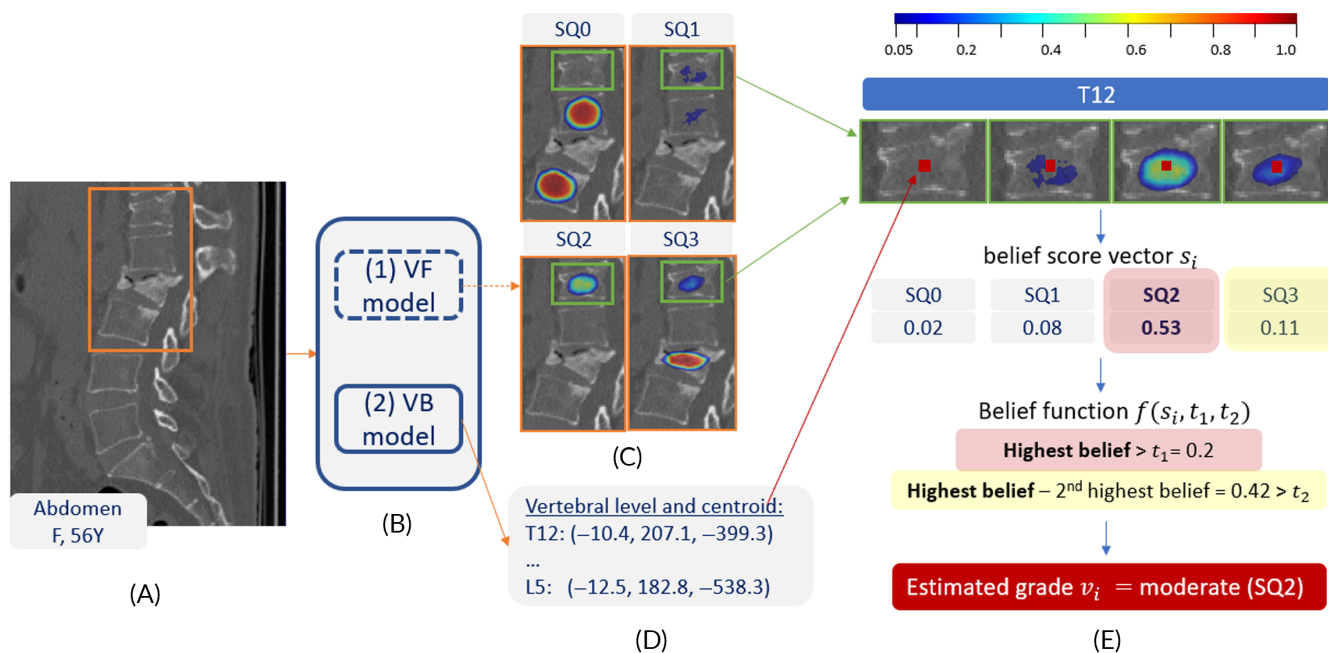 SQ0
SQ1
0.05
0.2
0.4
0.6
0.8
1.0
T12
(1) VF
model
(2) VB
model
SQ2
SQ3
belief score vector s_i
SQ0
SQ1
SQ2
SQ3
0.02
0.08
0.53
0.11
Belief function f(s_i, t_1, t_2)
Highest belief > t_1 = 0.2
Highest belief – 2nd highest belief = 0.42 > t_2
Estimated grade v_i = moderate (SQ2)
Abdomen
F, 56Y
Vertebral level and centroid:
T12: (–10.4, 207.1, –399.3)
...
L5: (–12.5, 182.8, –538.3)
(A)
(B)
(C)
(D)
(E)